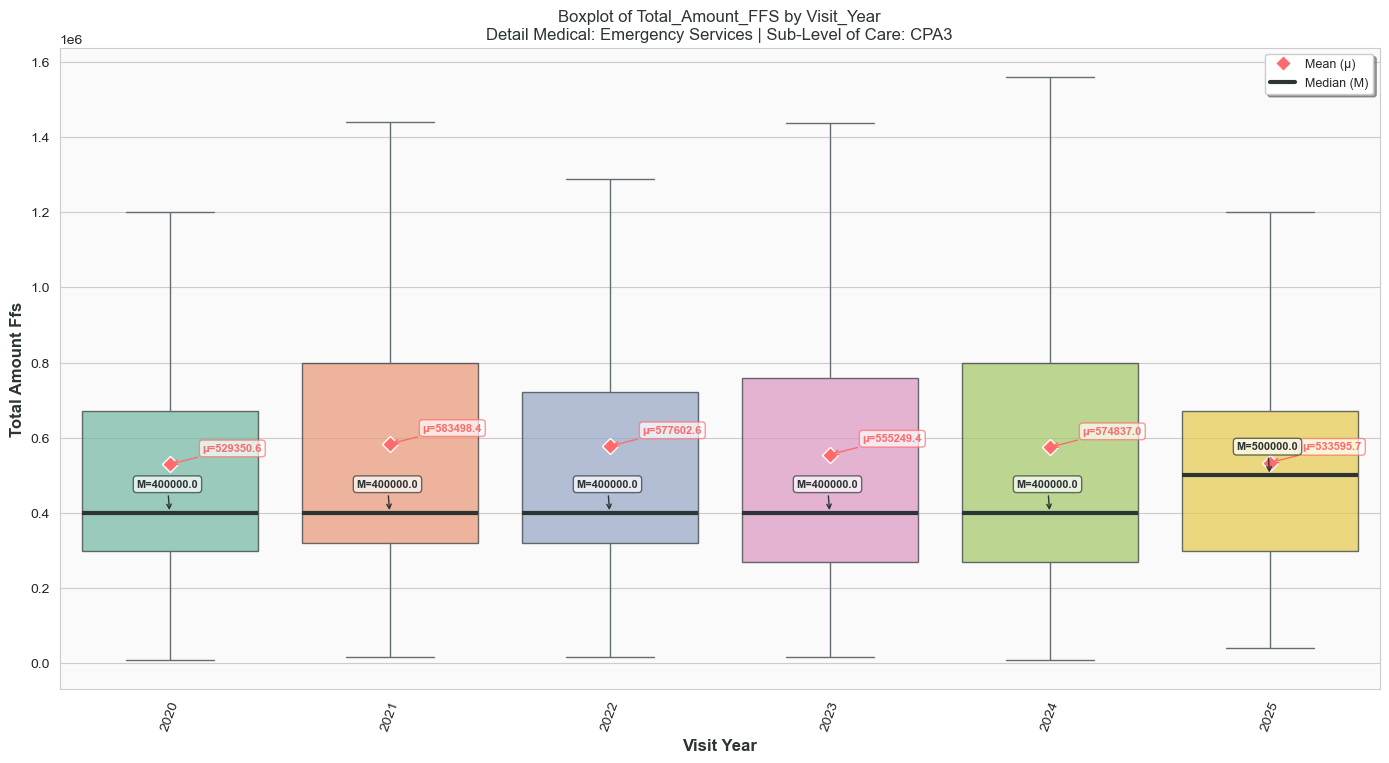 Boxplot of Total_Amount_FFS by Visit_Year
Detail Medical: Emergency Services | Sub-Level of Care: CPA3
1e6
Mean (μ)
Median (M)
1.6
1.4
1.2
1.0
0.8
0.6
0.4
0.2
0.0
Total Amount Ffs
μ=529350.6
M=400000.0
μ=583498.4
M=400000.0
μ=577602.6
M=400000.0
μ=555249.4
M=400000.0
μ=574837.0
M=400000.0
M=500000.0
μ=533595.7
2020
2021
2022
2023
2024
2025
Visit Year